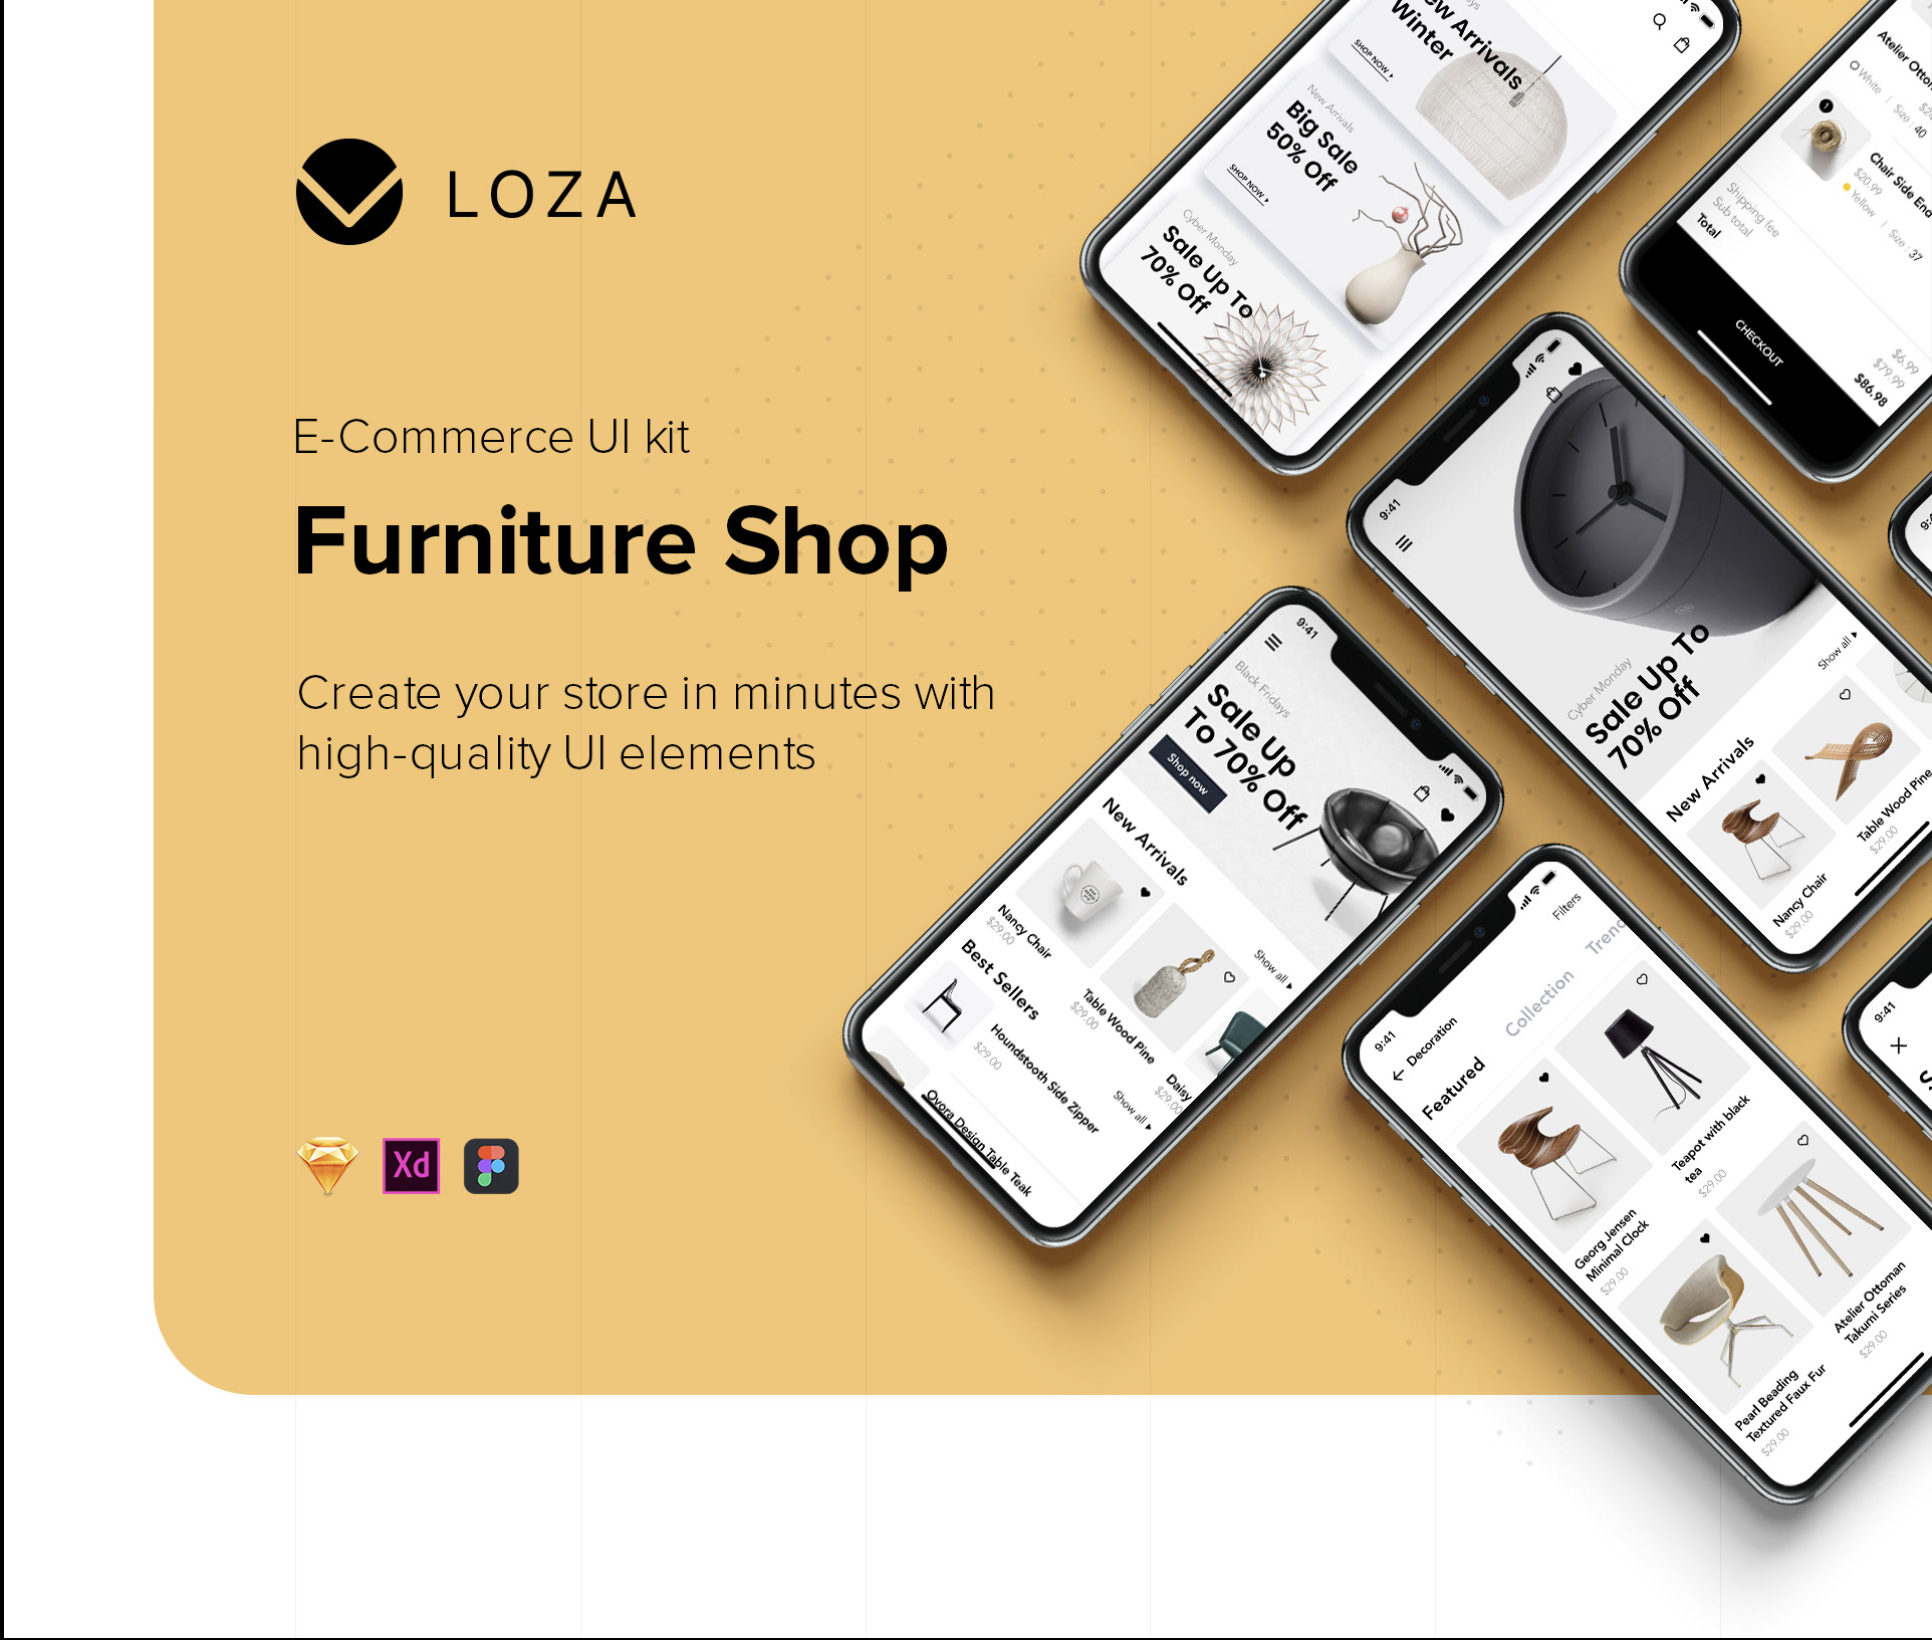 LOZA
E-Commerce UI kit
Furniture Shop
Create your store in minutes with
high-quality UI elements
Xd
New Arrivals
Winter
SHOP NOW
New Arrivals
Big Sale
50% Off
SHOP NOW
Cyber Monday
Sale Up To
70% Off
White | Size : 40
Chair Side End
$20.99
Yellow | Size : 37
Shipping fee
Sub total
Total
$6.99
$79.99
$86.98
CHECKOUT
9:41
Cyber Monday
Sale Up To
70% Off
New Arrivals
Show all
Nancy Chair
$29.00
Table Wood Pine
$29.00
9:41
Black Fridays
Sale Up
To 70% Off
Shop now
New Arrivals
Show all
Nancy Chair
$29.00
Table Wood Pine
$29.00
Daisy
$29.00
Best Sellers
Show all
Houndstooth Side Zipper
$29.00
Ovora Design Table Teak
9:41
Decoration
Filters
Featured
Collection
Georg Jensen
Minimal Clock
$29.00
Teapot with black
tea
$29.00
Pearl Beading
Textured Faux Fur
$29.00
Atelier Ottoman
Takumi Series
$29.00
9:41